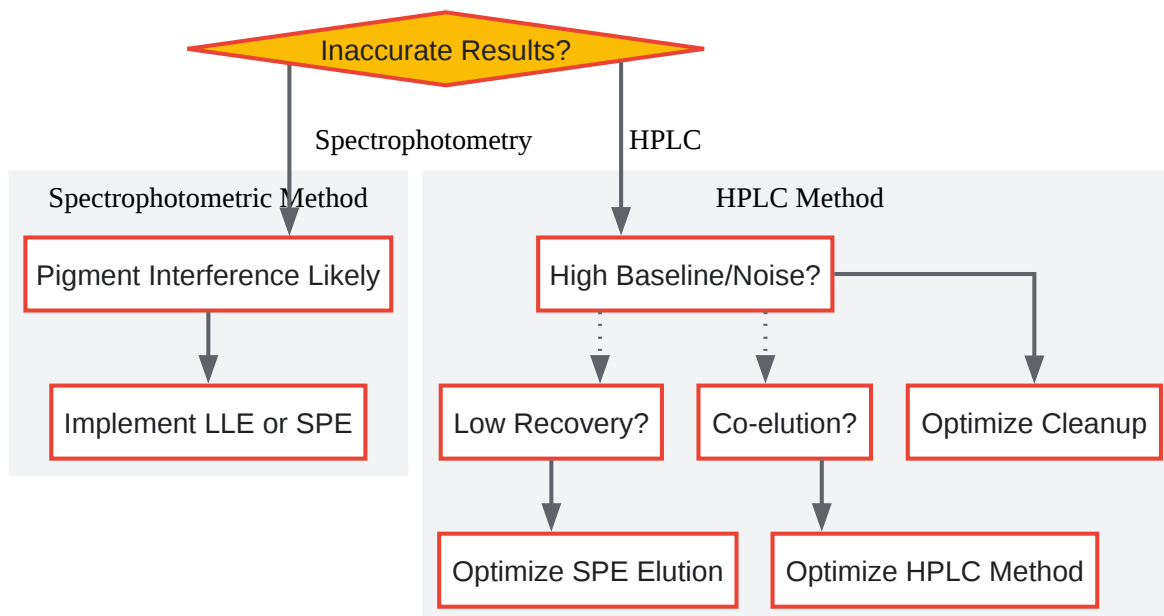 Inaccurate Results?
Spectrophotometry
HPLC
Spectrophotometric Method
HPLC Method
Pigment Interference Likely
High Baseline/Noise?
Implement LLE or SPE
Low Recovery?
Co-elution?
Optimize Cleanup
Optimize SPE Elution
Optimize HPLC Method